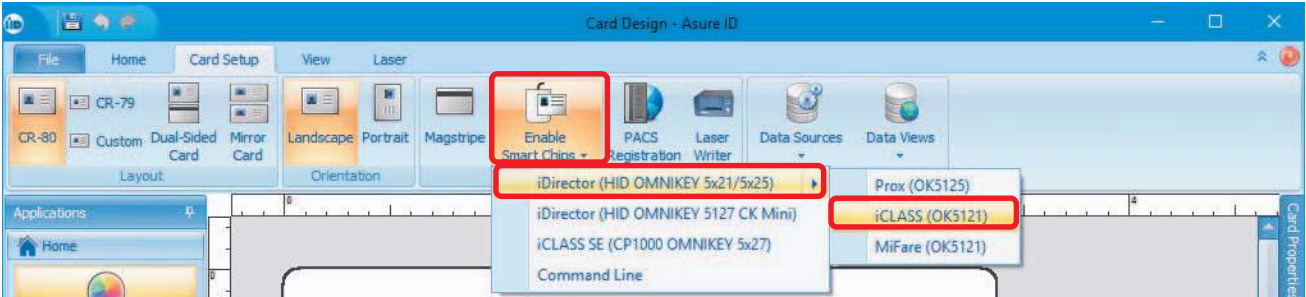 iD
Card Design - Asure ID
File Home Card Setup View Laser
CR-80
CR-79
Custom
Dual-Sided Card
Mirror Card
Layout
Landscape
Portrait
Orientation
Magstripe
Enable Smart Chips
PACS Registration
Laser Writer
Data Sources
Data Views
iDirector (HID OMNIKEY 5x21/5x25)
iDirector (HID OMNIKEY 5127 CK Mini)
iCLASS SE (CP1000 OMNIKEY 5x27)
Command Line
Prox (OK5125)
iCLASS (OK5121)
MiFare (OK5121)
Applications
Home
0
4
0
Card Properties